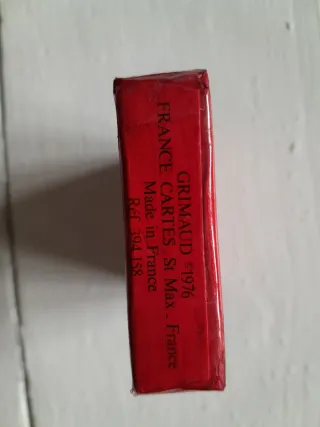 GRIMAUD ©1976
FRANCE CARTES St Max - France
Made in France
Réf. 394 158